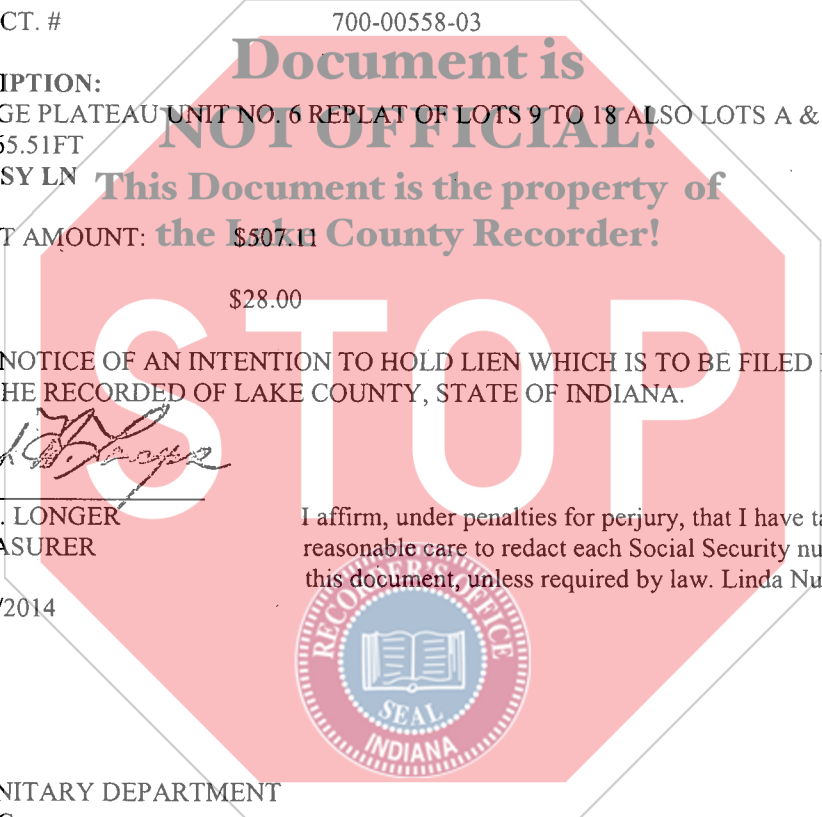 CT. # 700-00558-03
Document is
IPTION:
GE PLATEAU UNIT NO. 6 REPLAT OF LOTS 9 TO 18 ALSO LOTS A &
NOT OFFICIAL!
55.51FT
SY LN
This Document is the property of
T AMOUNT: $507.11
the Lake County Recorder!
$28.00
STOP
NOTICE OF AN INTENTION TO HOLD LIEN WHICH IS TO BE FILED
HE RECORDED OF LAKE COUNTY, STATE OF INDIANA.
. LONGER
ASURER
I affirm, under penalties for perjury, that I have ta
reasonable care to redact each Social Security nu
this document, unless required by law. Linda Nu
/2014
RECORDER'S OFFICE
SEAL
INDIANA
NITARY DEPARTMENT